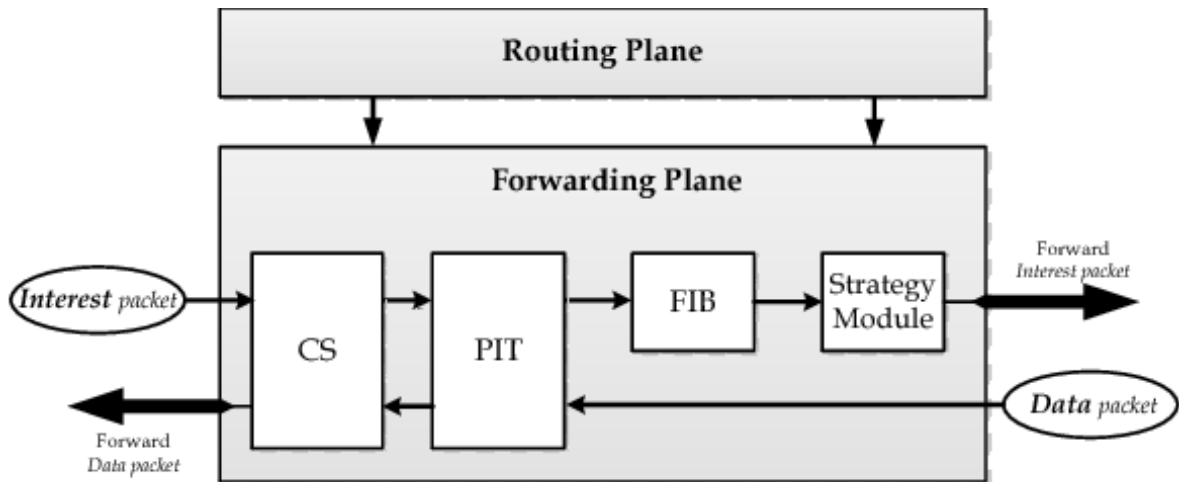 Routing Plane
Forwarding Plane
Forward
Interest packet
Interest packet
CS
PIT
FIB
Strategy
Module
Data packet
Forward
Data packet